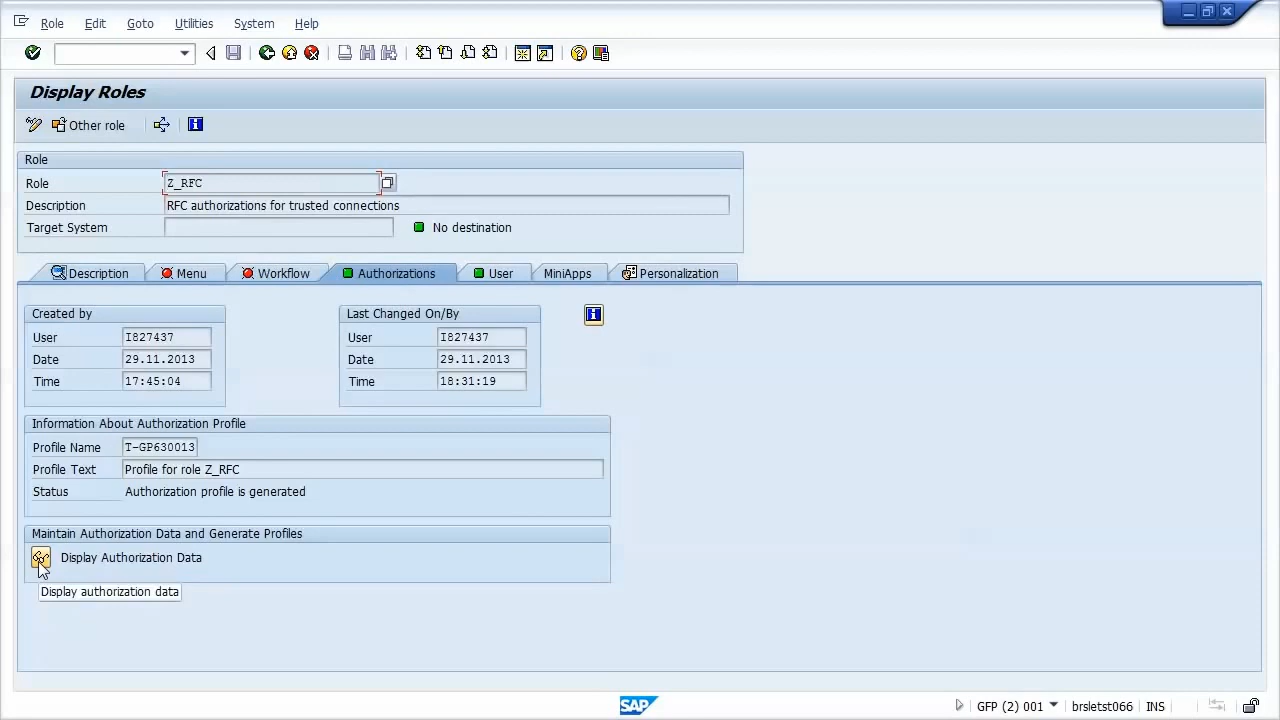 Role Edit Goto Utilities System Help
Display Roles
Other role
Role
Role Z_RFC
Description RFC authorizations for trusted connections
Target System No destination
Description Menu Workflow Authorizations User MiniApps Personalization
Created by Last Changed On/By
User I827437 User I827437
Date 29.11.2013 Date 29.11.2013
Time 17:45:04 Time 18:31:19
Information About Authorization Profile
Profile Name T-GP630013
Profile Text Profile for role Z_RFC
Status Authorization profile is generated
Maintain Authorization Data and Generate Profiles
Display Authorization Data
Display authorization data
SAP GFP (2) 001 brsletst066 INS